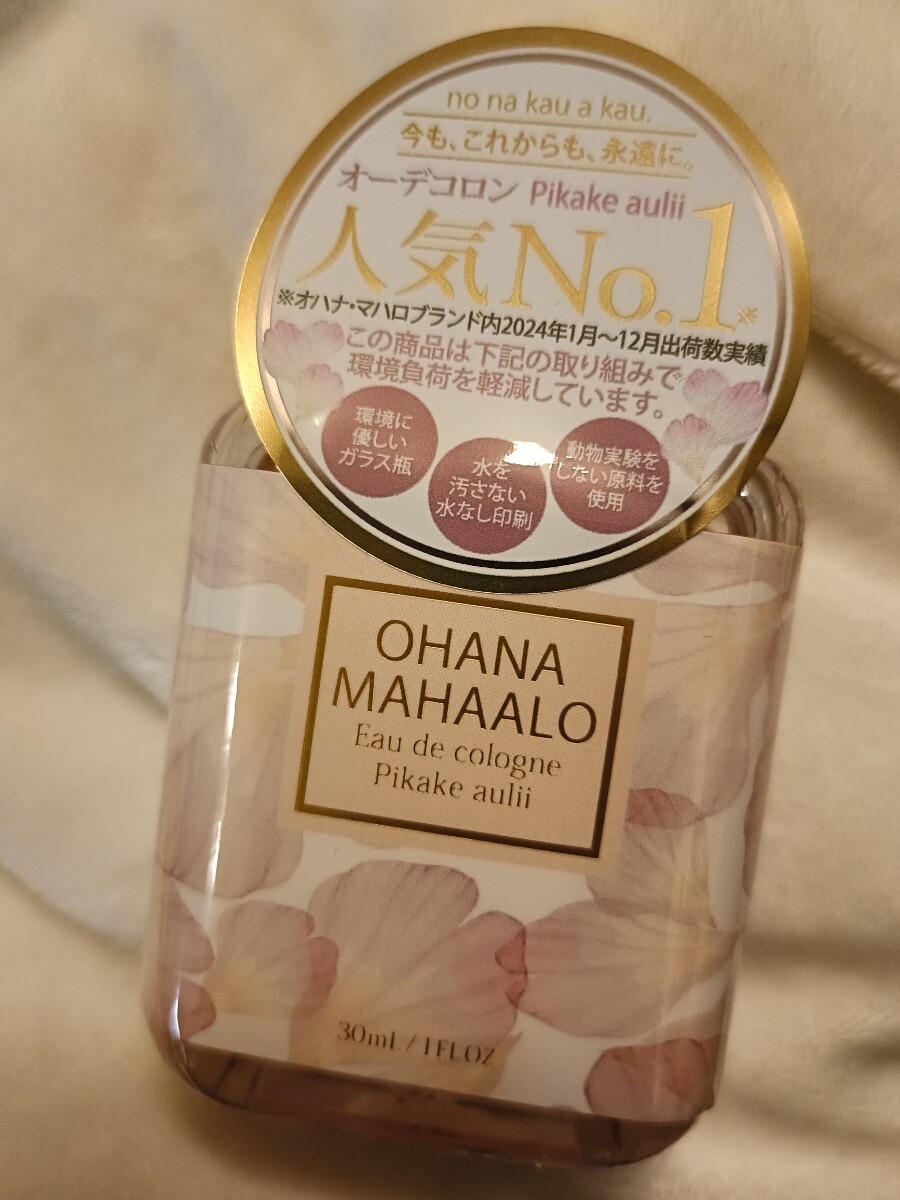 no na kau a kau.
今も、これからも、永遠に。
オーデコロン Pikake aulii
人気No.1※
※オハナ・マハロブランド内2024年1月～12月出荷数実績
この商品は下記の取り組みで
環境負荷を軽減しています。
環境に
優しい
ガラス瓶
水を
汚さない
水なし印刷
動物実験を
しない原料を
使用
OHANA
MAHAALO
Eau de cologne
Pikake aulii
30mL / 1FL.OZ